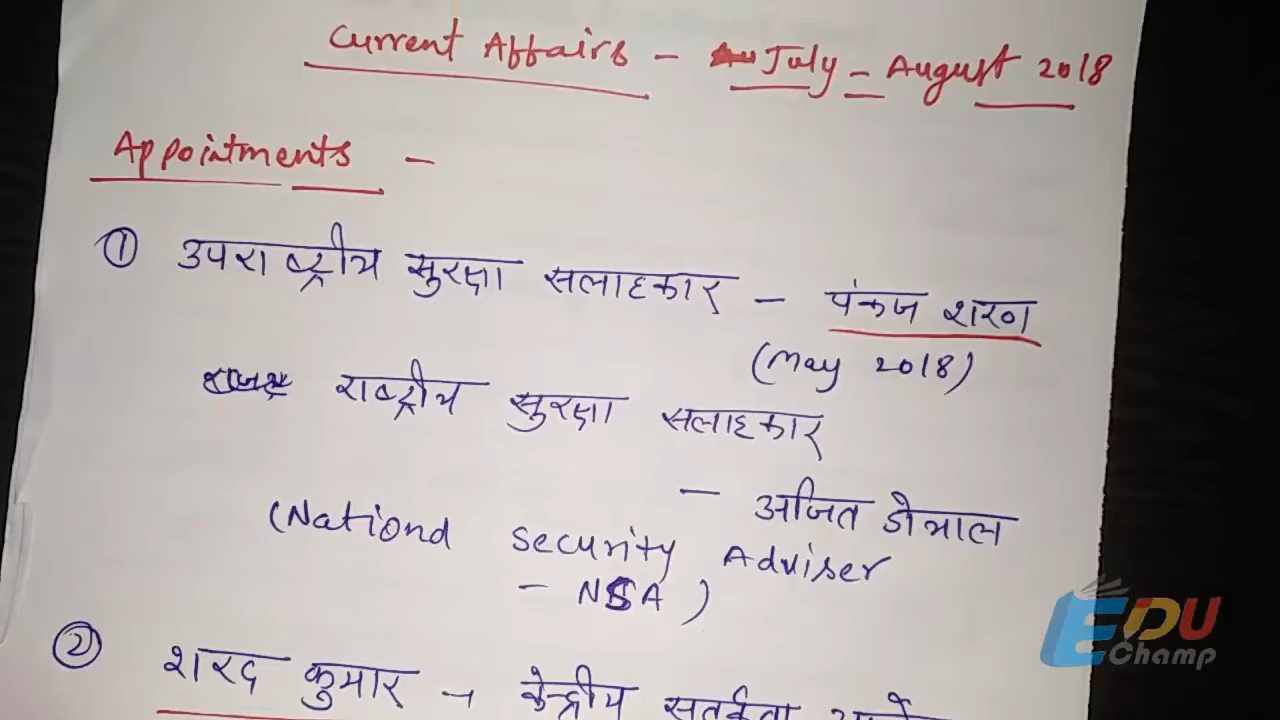 Current Affairs - July - August 2018
Appointments -
① उपराष्ट्रीय सुरक्षा सलाहकार - पंकज शरण
(May 2018)
राष्ट्रीय सुरक्षा सलाहकार
- अजित डोभाल
(National Security Adviser
- NSA)
② शरद कुमार → केन्द्रीय सतर्कता
EDU
Champ